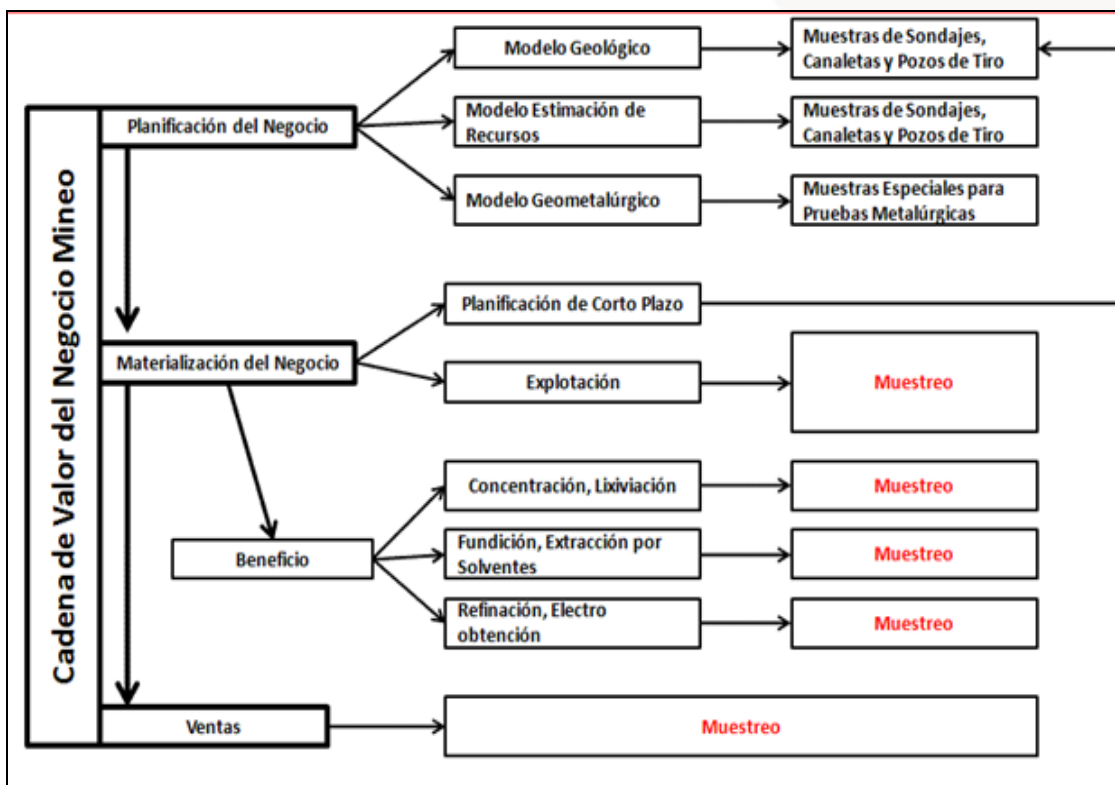 Cadena de Valor del Negocio Mineo
Planificación del Negocio
Modelo Geológico
Muestras de Sondajes,
Canaletas y Pozos de Tiro
Modelo Estimación de
Recursos
Muestras de Sondajes,
Canaletas y Pozos de Tiro
Modelo Geometalúrgico
Muestras Especiales para
Pruebas Metalúrgicas
Materialización del Negocio
Planificación de Corto Plazo
Explotación
Muestreo
Beneficio
Concentración, Lixiviación
Muestreo
Fundición, Extracción por
Solventes
Muestreo
Refinación, Electro
obtención
Muestreo
Ventas
Muestreo